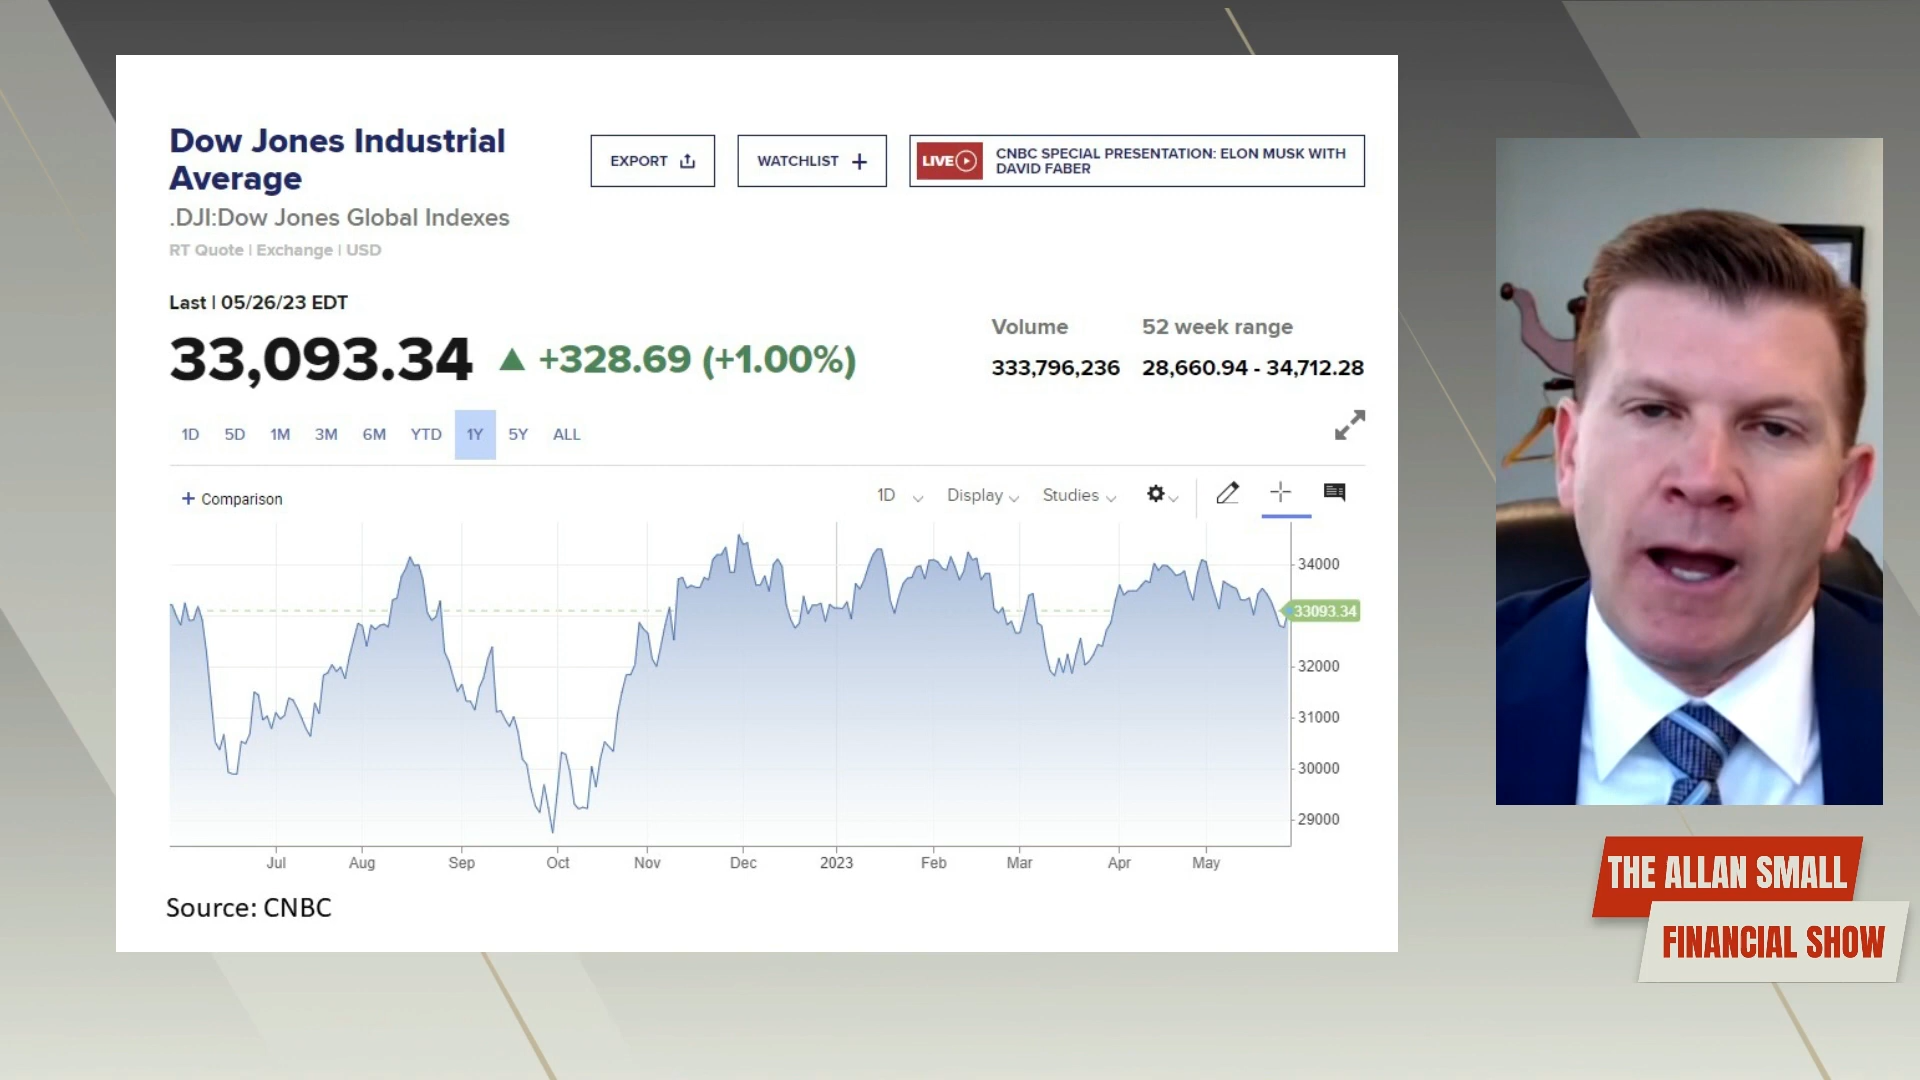 Dow Jones Industrial
Average
.DJI:Dow Jones Global Indexes
RT Quote | Exchange | USD
EXPORT
WATCHLIST +
LIVE
CNBC SPECIAL PRESENTATION: ELON MUSK WITH
DAVID FABER
Last | 05/26/23 EDT
33,093.34 ▲ +328.69 (+1.00%)
Volume
333,796,236
52 week range
28,660.94 - 34,712.28
1D 5D 1M 3M 6M YTD 1Y 5Y ALL
+ Comparison
1D Display Studies
34000
33093.34
32000
31000
30000
29000
Jul Aug Sep Oct Nov Dec 2023 Feb Mar Apr May
Source: CNBC
THE ALLAN SMALL
FINANCIAL SHOW